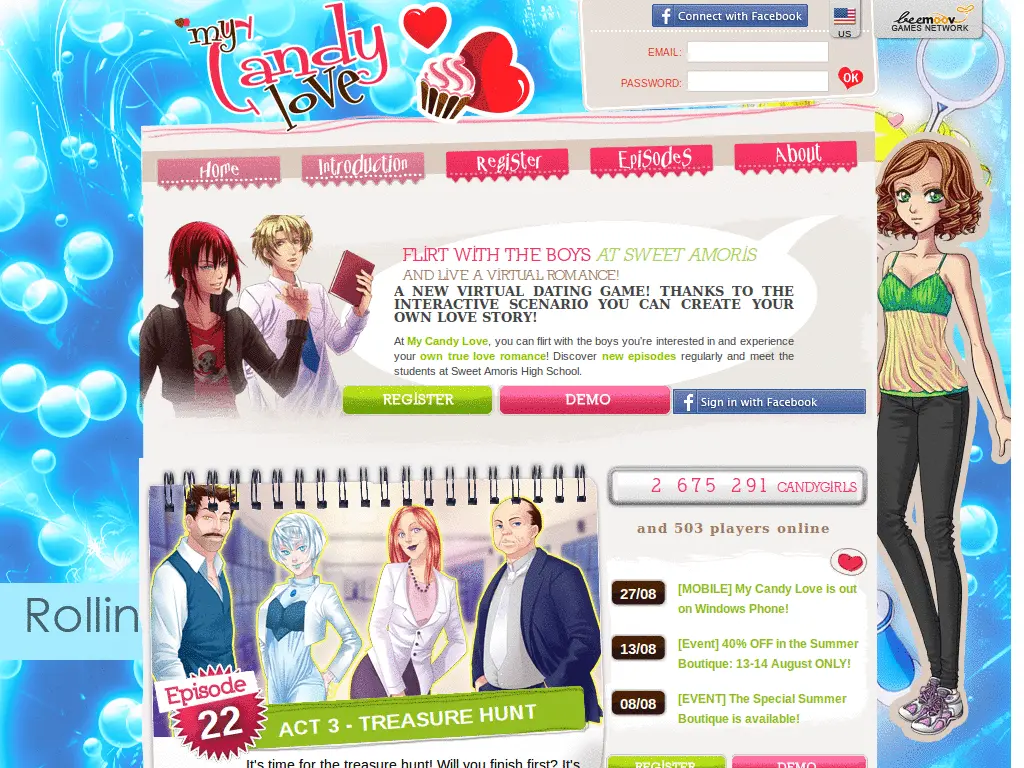 my
Candy
love
Connect with Facebook
US
beemoov
GAMES NETWORK
EMAIL:
PASSWORD:
OK
Home
Introduction
Register
EpiSodeS
About
FLIRT WITH THE BOYS AT SWEET AMORIS
AND LIVE A VIRTUAL ROMANCE!
A NEW VIRTUAL DATING GAME! THANKS TO THE
INTERACTIVE SCENARIO YOU CAN CREATE YOUR
OWN LOVE STORY!
At My Candy Love, you can flirt with the boys you're interested in and experience
your own true love romance! Discover new episodes regularly and meet the
students at Sweet Amoris High School.
REGISTER
DEMO
Sign in with Facebook
2 675 291 CANDYGIRLS
and 503 players online
27/08
[MOBILE] My Candy Love is out
on Windows Phone!
13/08
[Event] 40% OFF in the Summer
Boutique: 13-14 August ONLY!
08/08
[EVENT] The Special Summer
Boutique is available!
Rollin
Episode
22
ACT 3 - TREASURE HUNT
It's time for the treasure hunt! Will you finish first? It's
REGISTER
DEMO